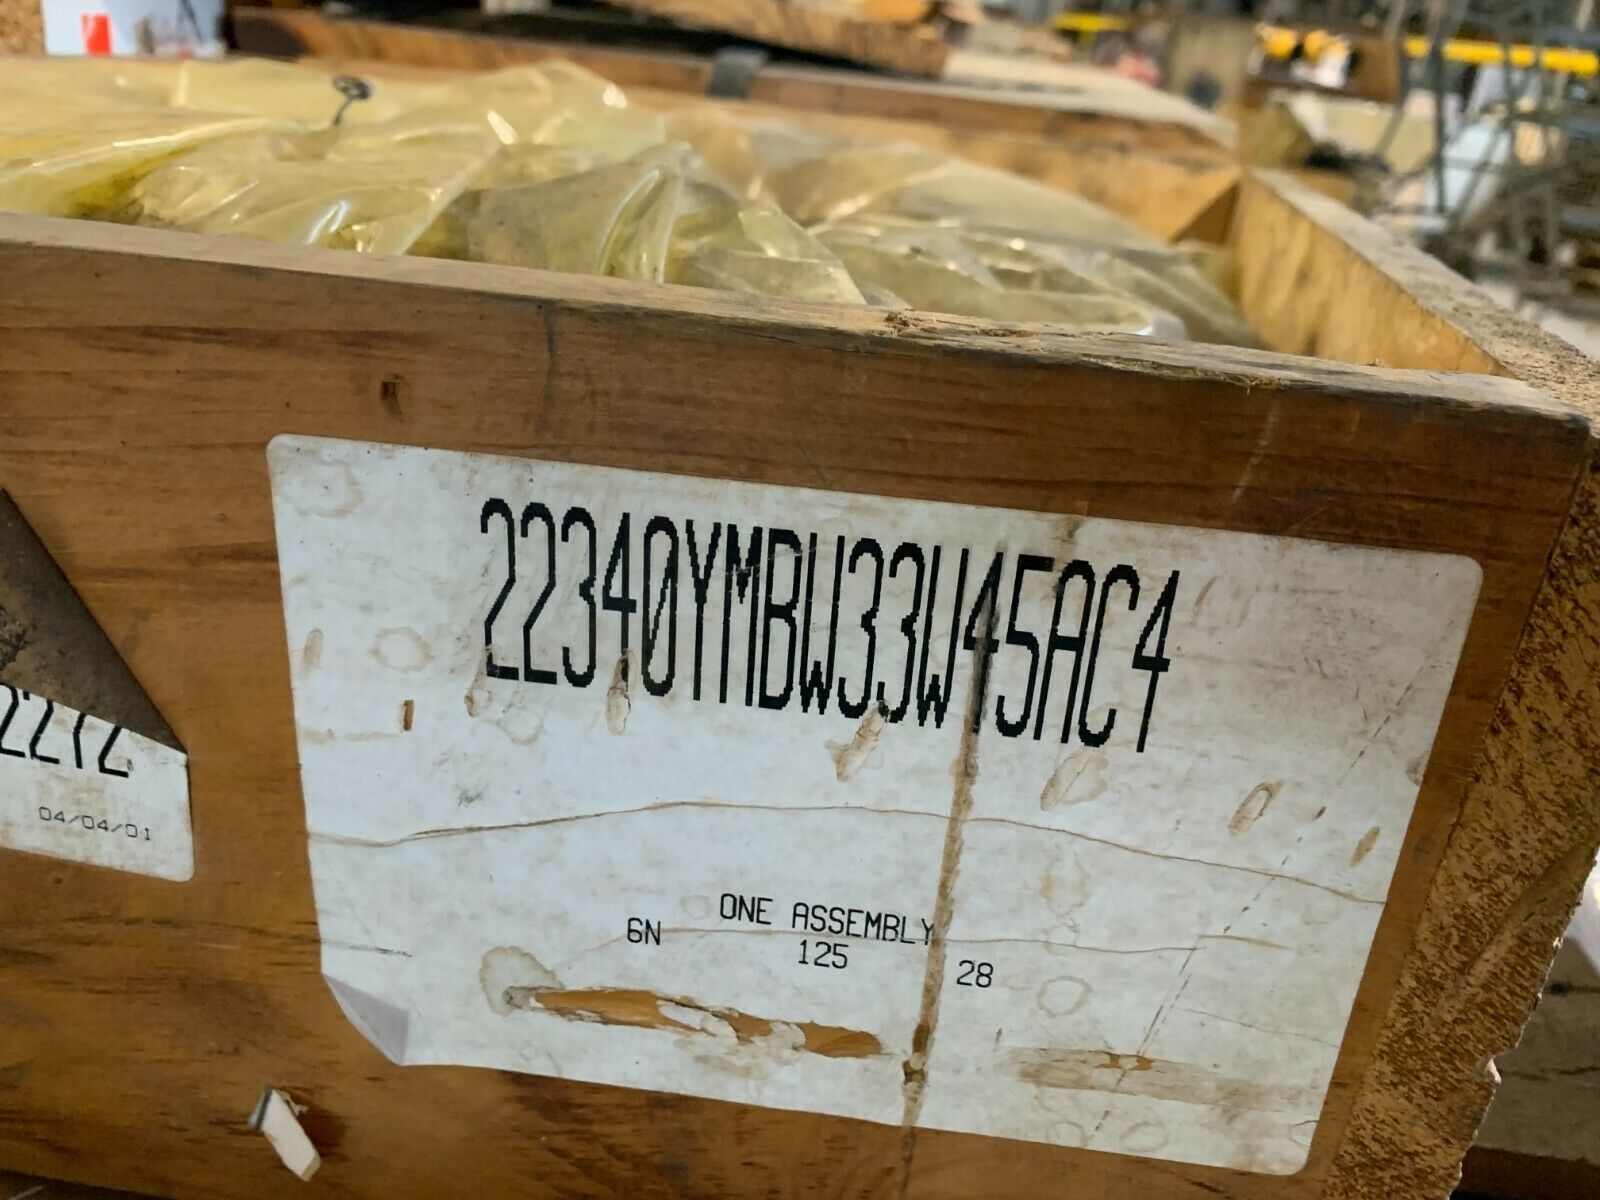 22340YMBW33W45AC4
ONE ASSEMBLY
6N 125 28
04/04/01